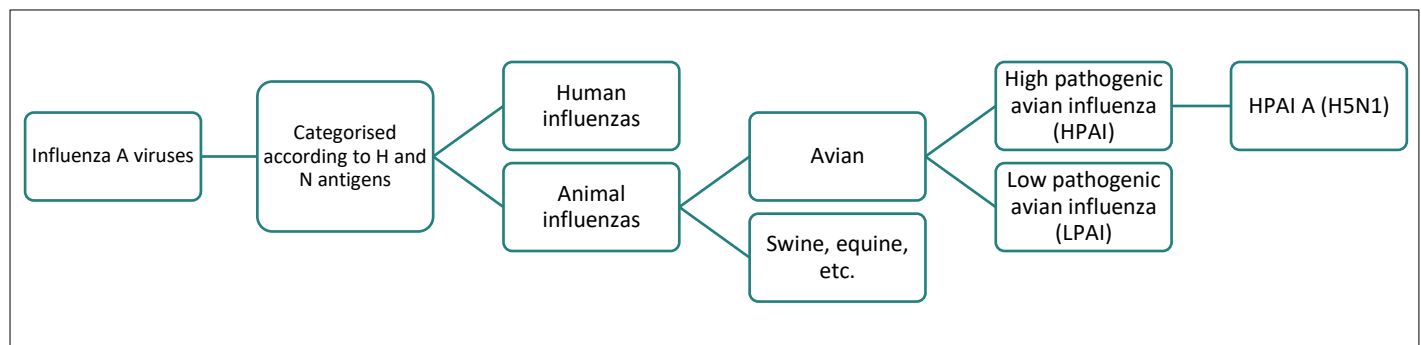 Influenza A viruses
Categorised
according to H and
N antigens
Human
influenzas
Animal
influenzas
Avian
Swine, equine,
etc.
High pathogenic
avian influenza
(HPAI)
Low pathogenic
avian influenza
(LPAI)
HPAI A (H5N1)